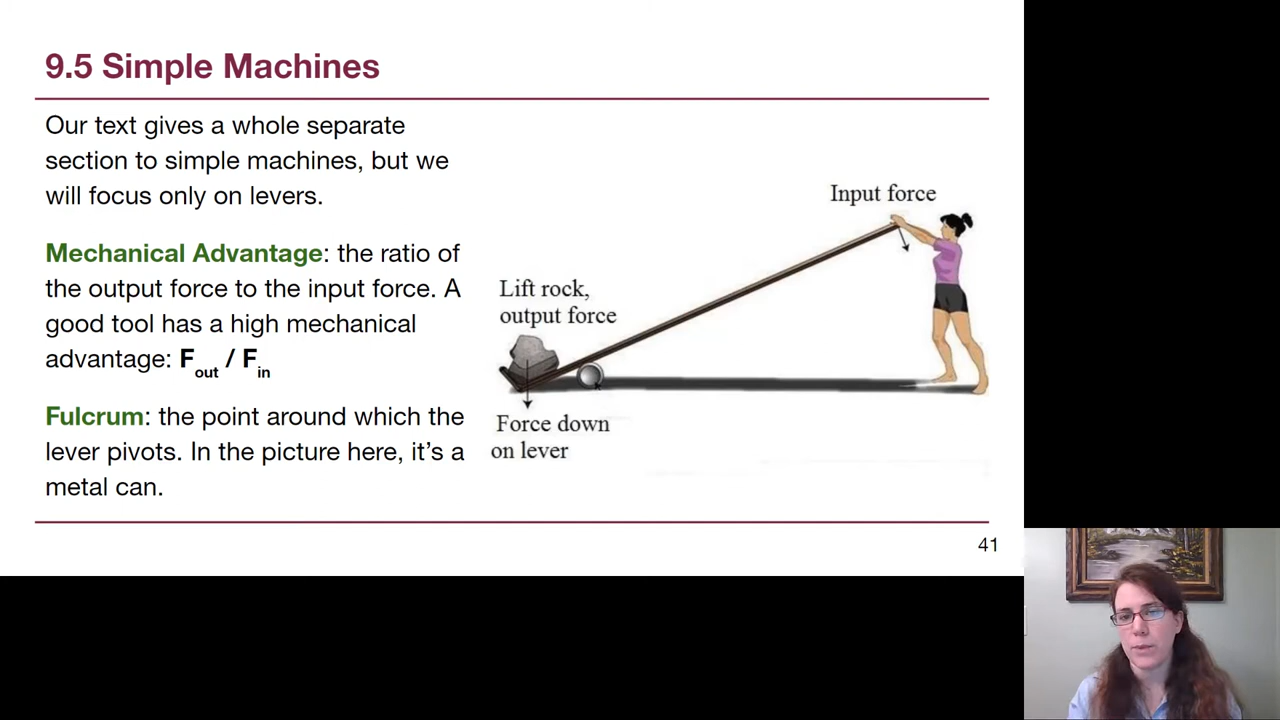 9.5 Simple Machines
Our text gives a whole separate
section to simple machines, but we
will focus only on levers.
Mechanical Advantage: the ratio of
the output force to the input force. A
good tool has a high mechanical
advantage: Fout / Fin
Fulcrum: the point around which the
lever pivots. In the picture here, it’s a
metal can.
Input force
Lift rock,
output force
Force down
on lever
41